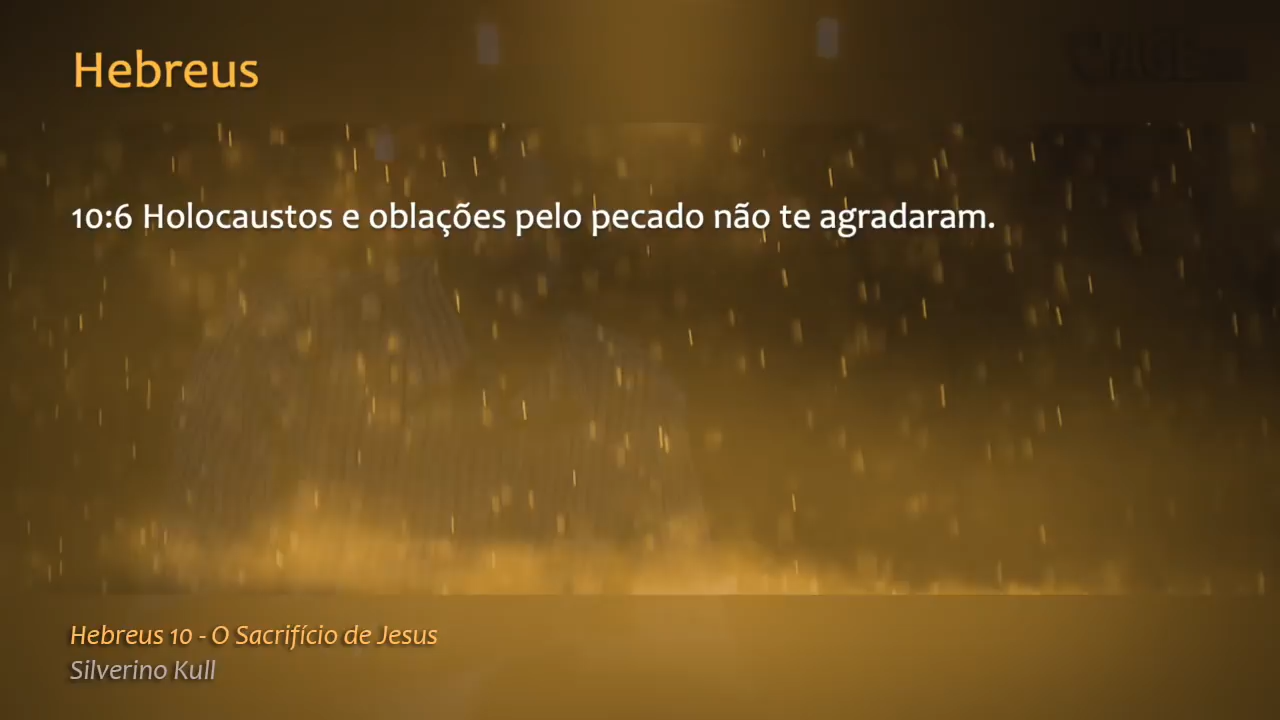 Hebreus
10:6 Holocaustos e oblações pelo pecado não te agradaram.
Hebreus 10 - O Sacrifício de Jesus
Silverino Kull